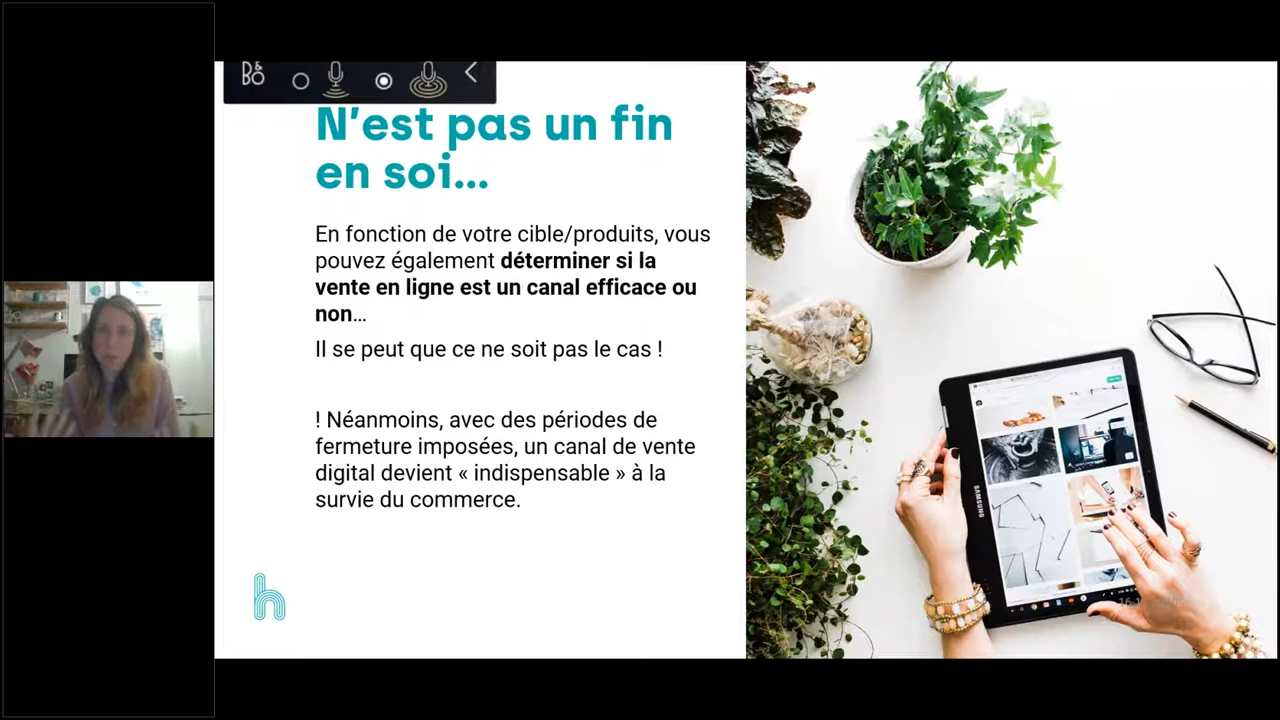 B&
BO
N'est pas un fin
en soi...
En fonction de votre cible/produits, vous
pouvez également déterminer si la
vente en ligne est un canal efficace ou
non...
Il se peut que ce ne soit pas le cas !
! Néanmoins, avec des périodes de
fermeture imposées, un canal de vente
digital devient « indispensable » à la
survie du commerce.
h
SAMSUNG